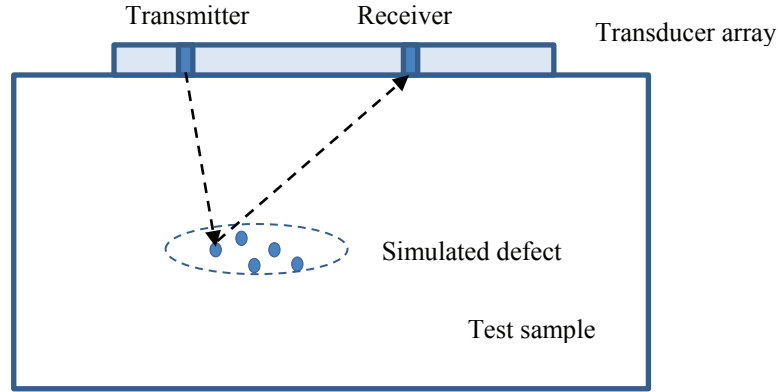 Transmitter
Receiver
Transducer array
Simulated defect
Test sample